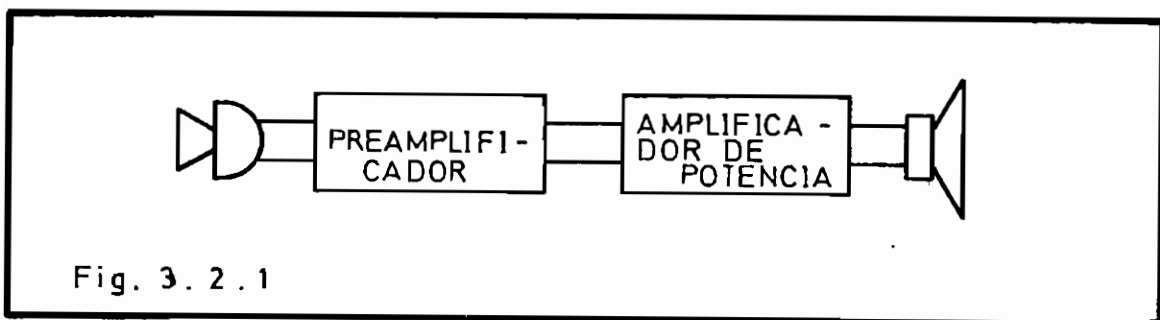 PREAMPLIFI-
CADOR
AMPLIFICA-
DOR DE
POTENCIA
Fig. 3.2.1